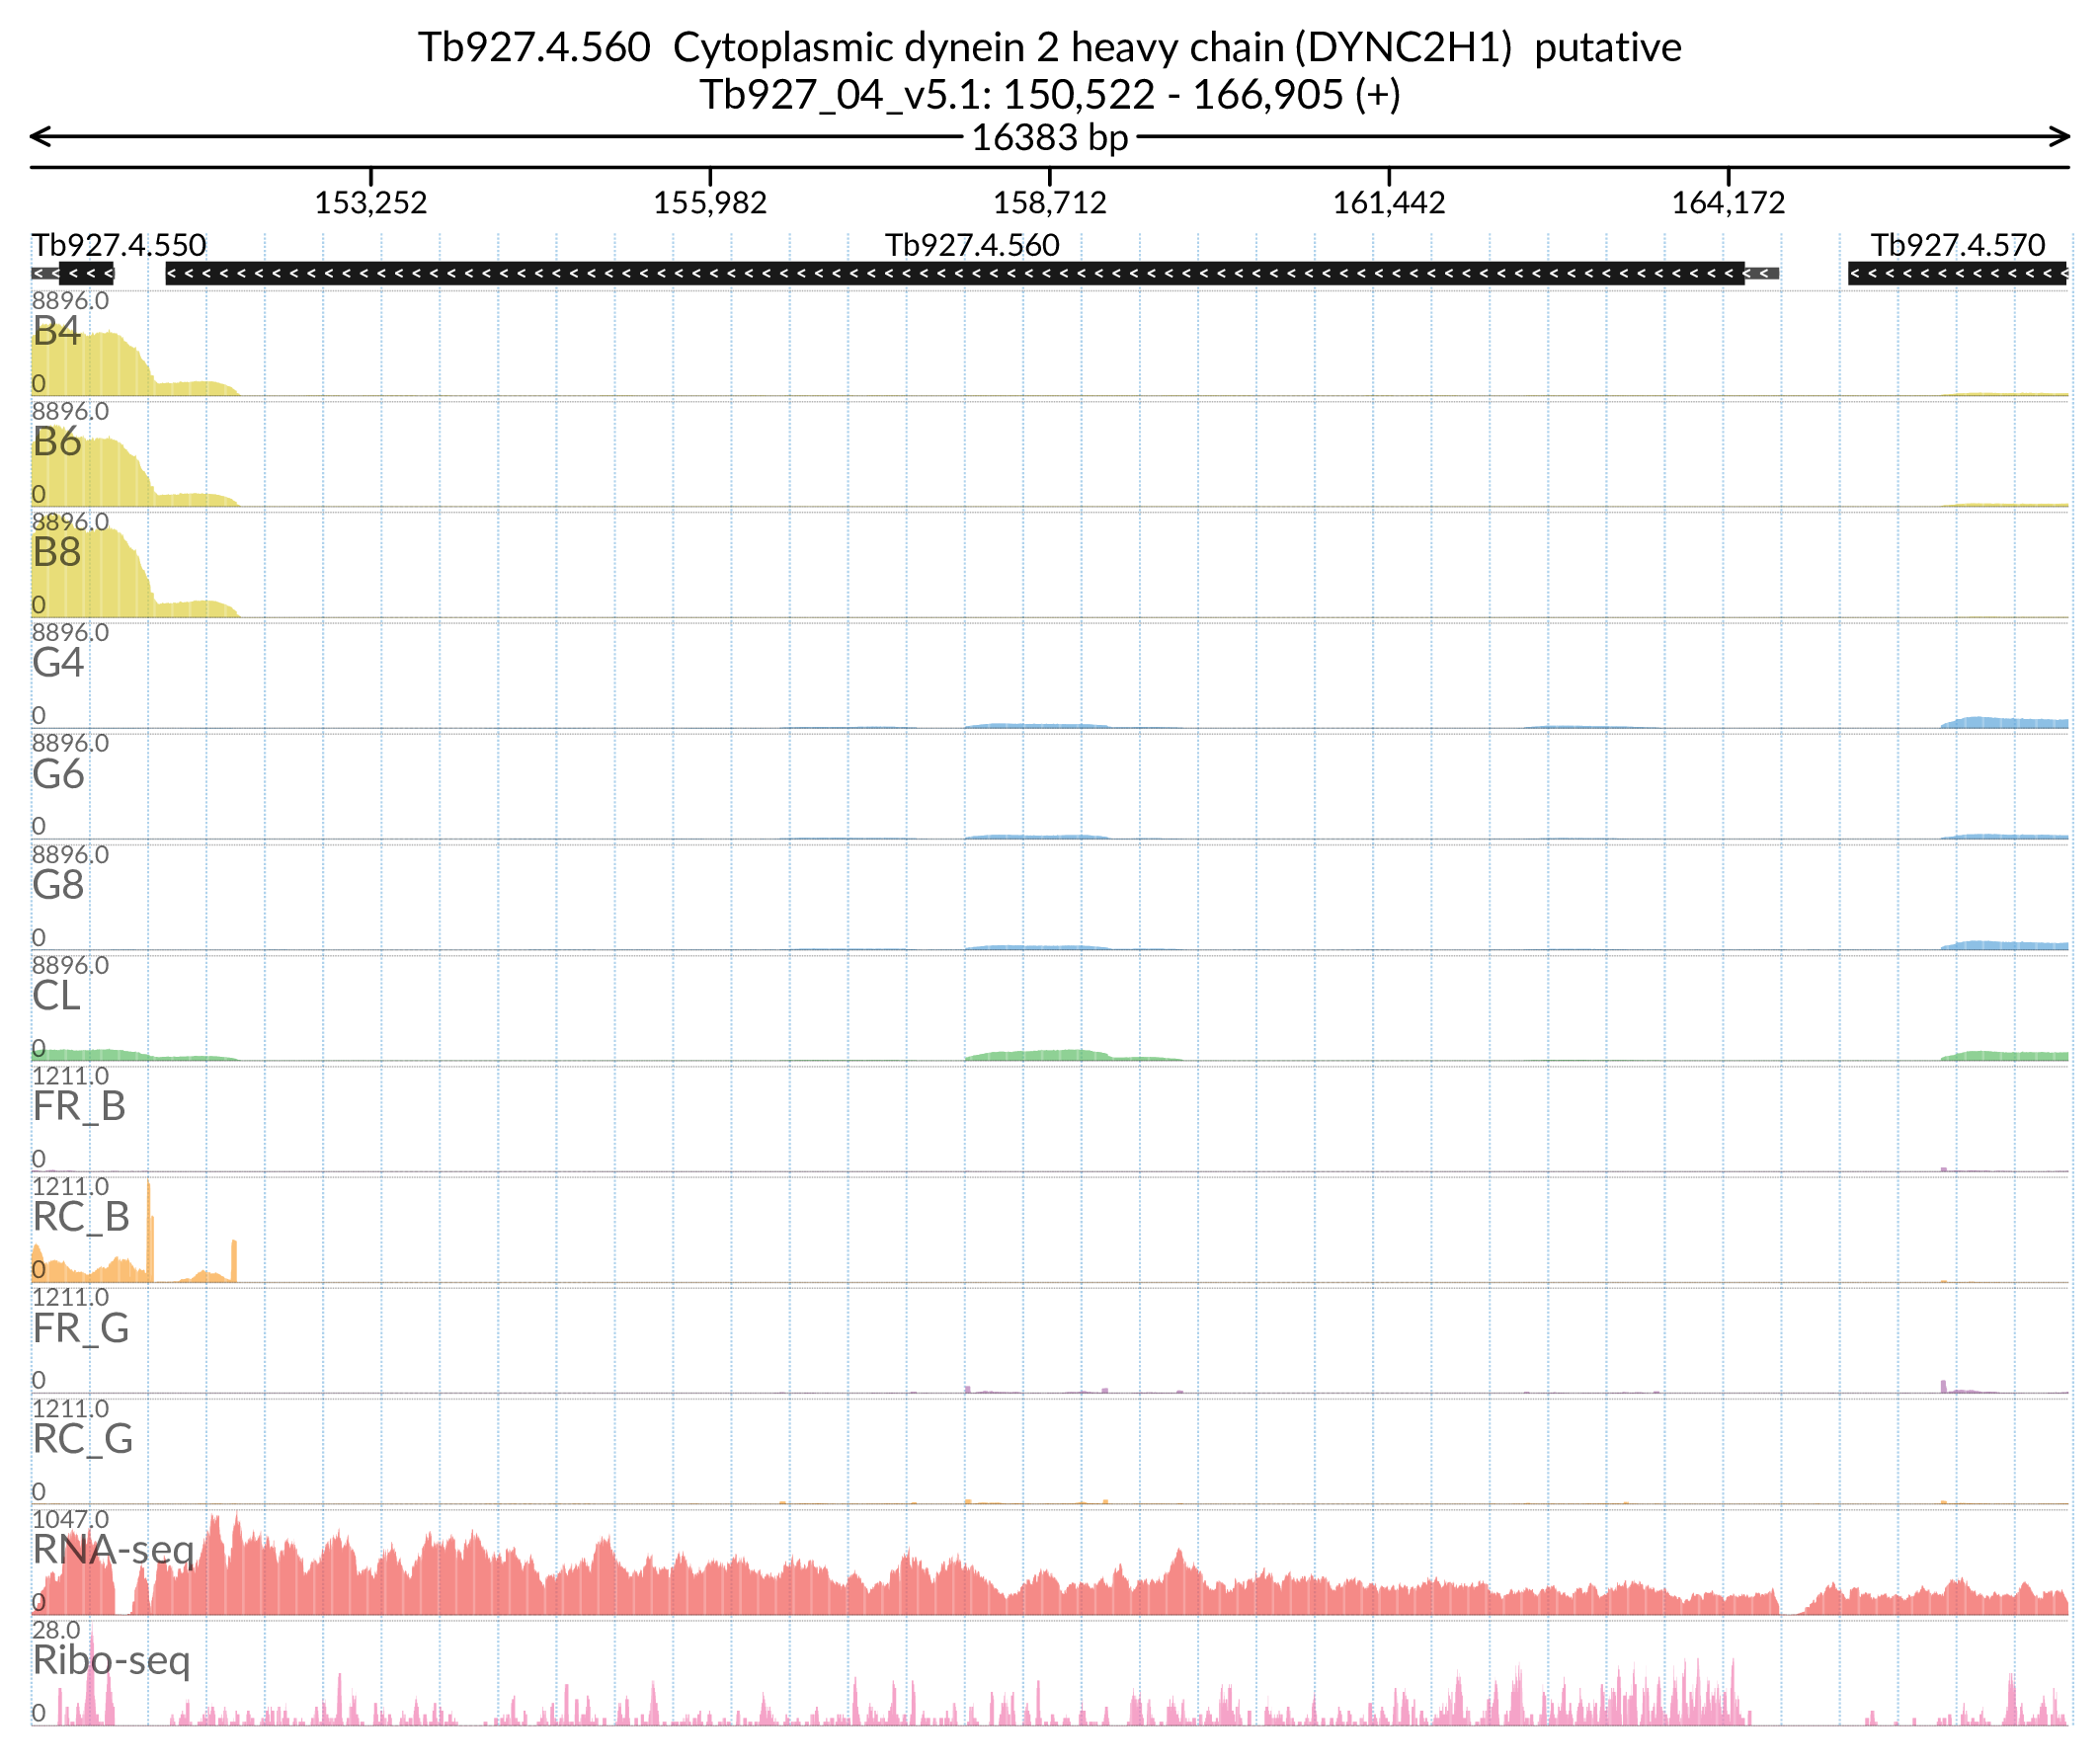 Tb927.4.560  Cytoplasmic dynein 2 heavy chain (DYNC2H1)  putative
Tb927_04_v5.1: 150,522 - 166,905 (+)
16383 bp
153,252 155,982 158,712 161,442 164,172
Tb927.4.550 Tb927.4.560 Tb927.4.570
8896.0
B4
0
8896.0
B6
0
8896.0
B8
0
8896.0
G4
0
8896.0
G6
0
8896.0
G8
0
8896.0
CL
0
1211.0
FR_B
0
1211.0
RC_B
0
1211.0
FR_G
0
1211.0
RC_G
0
1047.0
RNA-seq
0
28.0
Ribo-seq
0